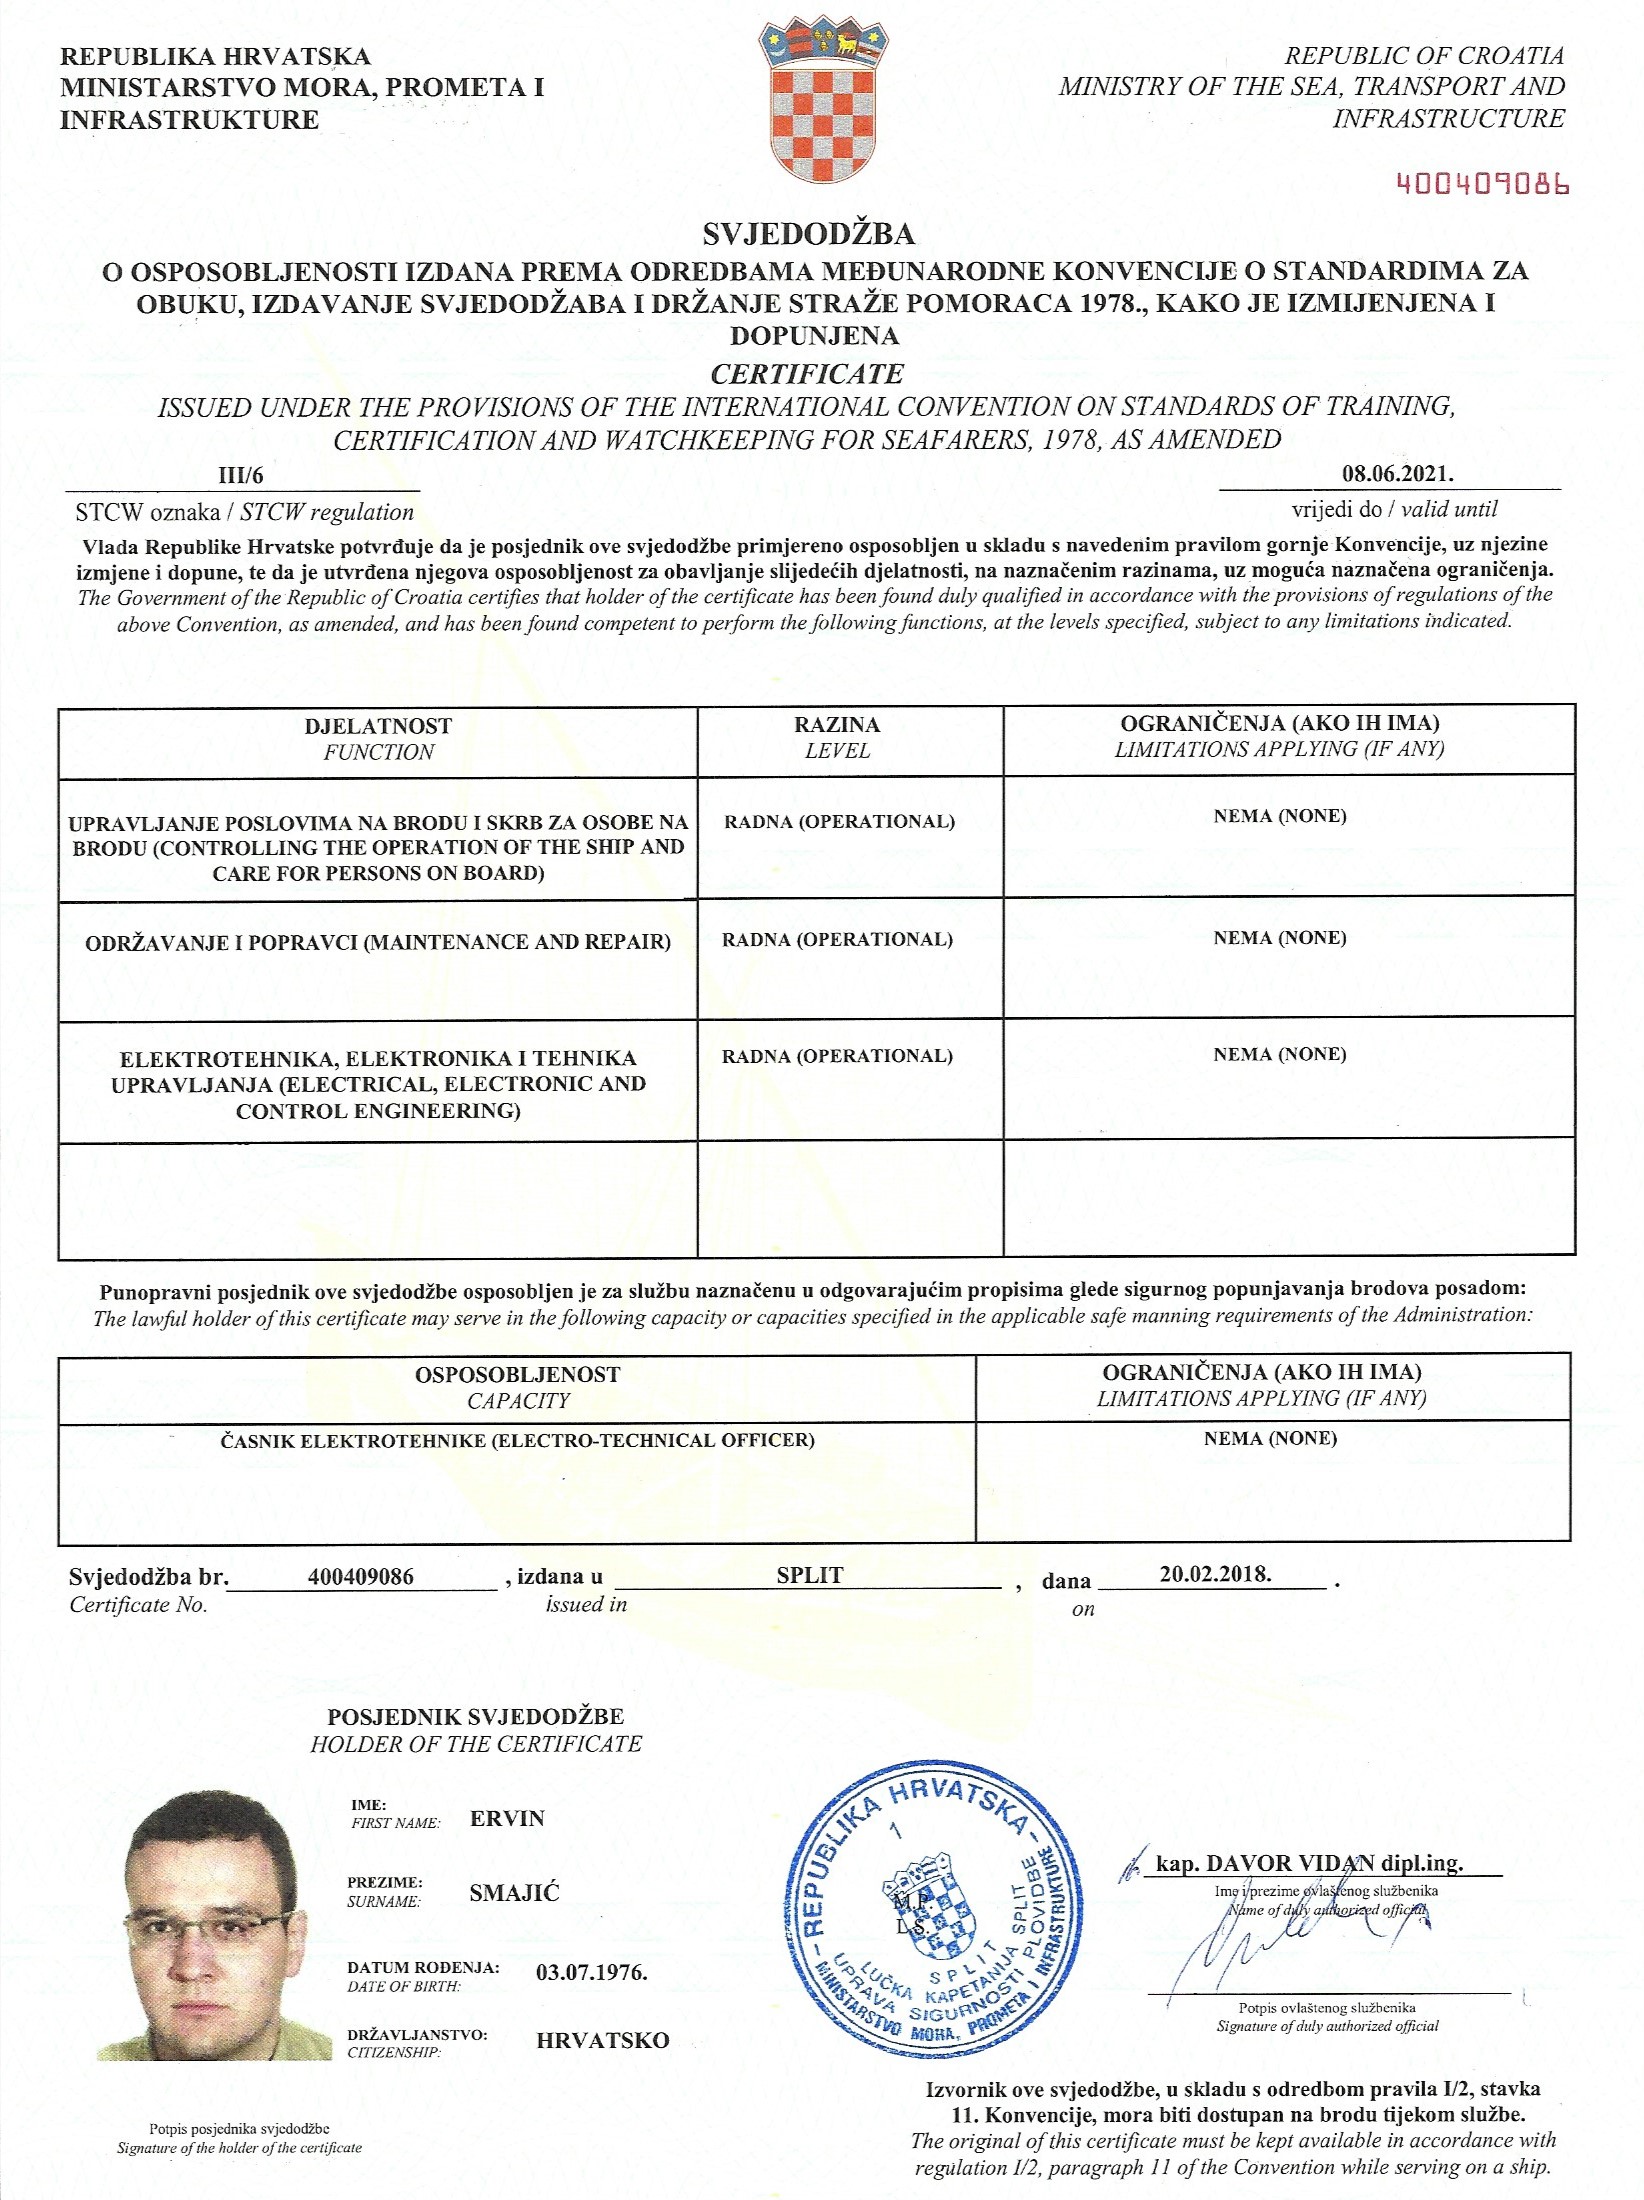 REPUBLIKA HRVATSKA
MINISTARSTVO MORA, PROMETA I
INFRASTRUKTURE
REPUBLIC OF CROATIA
MINISTRY OF THE SEA, TRANSPORT AND
INFRASTRUCTURE
400409086
SVJEDODŽBA
O OSPOSOBLJENOSTI IZDANA PREMA ODREDBAMA MEĐUNARODNE KONVENCIJE O STANDARDIMA ZA
OBUKU, IZDAVANJE SVJEDODŽABA I DRŽANJE STRAŽE POMORACA 1978., KAKO JE IZMIJENJENA I
DOPUNJENA
CERTIFICATE
ISSUED UNDER THE PROVISIONS OF THE INTERNATIONAL CONVENTION ON STANDARDS OF TRAINING,
CERTIFICATION AND WATCHKEEPING FOR SEAFARERS, 1978, AS AMENDED
III/6
STCW oznaka / STCW regulation
08.06.2021.
vrijedi do / valid until
Vlada Republike Hrvatske potvrđuje da je posjednik ove svjedodžbe primjereno osposobljen u skladu s navedenim pravilom gornje Konvencije, uz njezine
izmjene i dopune, te da je utvrđena njegova osposobljenost za obavljanje slijedećih djelatnosti, na naznačenim razinama, uz moguća naznačena ograničenja.
The Government of the Republic of Croatia certifies that holder of the certificate has been found duly qualified in accordance with the provisions of regulations of the
above Convention, as amended, and has been found competent to perform the following functions, at the levels specified, subject to any limitations indicated.
DJELATNOST
FUNCTION
RAZINA
LEVEL
OGRANIČENJA (AKO IH IMA)
LIMITATIONS APPLYING (IF ANY)
UPRAVLJANJE POSLOVIMA NA BRODU I SKRB ZA OSOBE NA
BRODU (CONTROLLING THE OPERATION OF THE SHIP AND
CARE FOR PERSONS ON BOARD)
RADNA (OPERATIONAL)
NEMA (NONE)
ODRŽAVANJE I POPRAVCI (MAINTENANCE AND REPAIR)
RADNA (OPERATIONAL)
NEMA (NONE)
ELEKTROTEHNIKA, ELEKTRONIKA I TEHNIKA
UPRAVLJANJA (ELECTRICAL, ELECTRONIC AND
CONTROL ENGINEERING)
RADNA (OPERATIONAL)
NEMA (NONE)
Punopravni posjednik ove svjedodžbe osposobljen je za službu naznačenu u odgovarajućim propisima glede sigurnog popunjavanja brodova posadom:
The lawful holder of this certificate may serve in the following capacity or capacities specified in the applicable safe manning requirements of the Administration:
OSPOSOBLJENOST
CAPACITY
OGRANIČENJA (AKO IH IMA)
LIMITATIONS APPLYING (IF ANY)
ČASNIK ELEKTROTEHNIKE (ELECTRO-TECHNICAL OFFICER)
NEMA (NONE)
Svjedodžba br. 400409086 , izdana u SPLIT , dana 20.02.2018. .
Certificate No. issued in on
POSJEDNIK SVJEDODŽBE
HOLDER OF THE CERTIFICATE
IME:
FIRST NAME:
ERVIN
PREZIME:
SURNAME:
SMAJIĆ
DATUM ROĐENJA:
DATE OF BIRTH:
03.07.1976.
DRŽAVLJANSTVO:
CITIZENSHIP:
HRVATSKO
Potpis posjednika svjedodžbe
Signature of the holder of the certificate
– REPUBLIKA HRVATSKA –
1
M.P.
L.S.
SPLIT
LUČKA KAPETANIJA SPLIT
UPRAVA SIGURNOSTI PLOVIDBE
MINISTARSTVO MORA, PROMETA I INFRASTRUKTURE
kap. DAVOR VIDAN dipl.ing.
Ime i prezime ovlaštenog službenika
Name of duly authorized official
Potpis ovlaštenog službenika
Signature of duly authorized official
Izvornik ove svjedodžbe, u skladu s odredbom pravila I/2, stavka
11. Konvencije, mora biti dostupan na brodu tijekom službe.
The original of this certificate must be kept available in accordance with
regulation I/2, paragraph 11 of the Convention while serving on a ship.